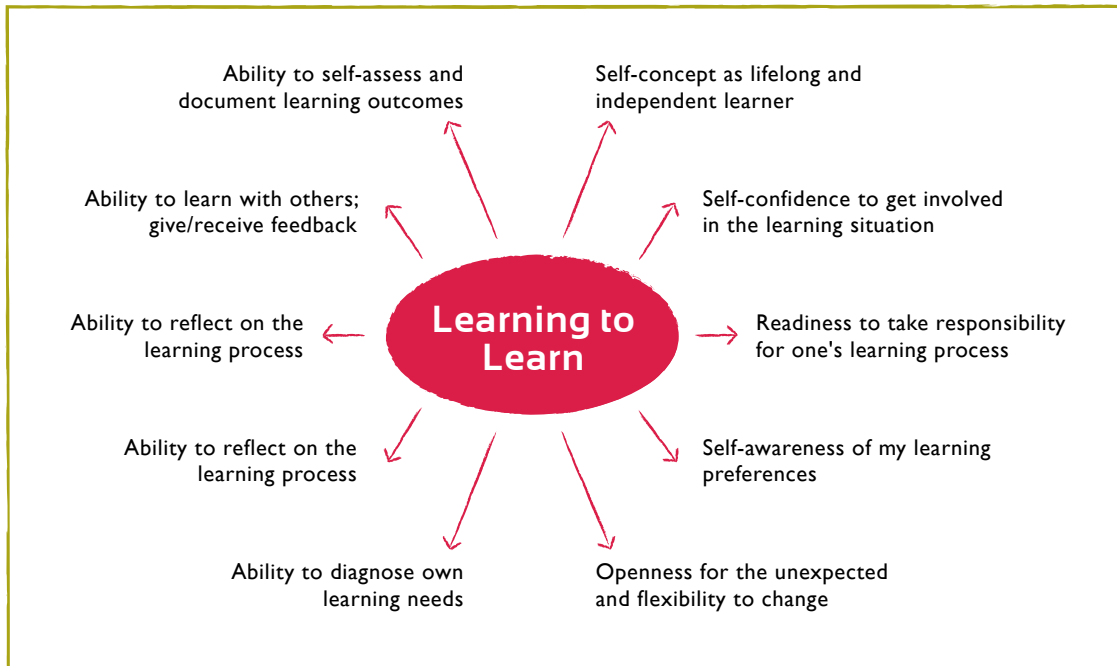 Ability to self-assess and
document learning outcomes
Self-concept as lifelong and
independent learner
Ability to learn with others;
give/receive feedback
Self-confidence to get involved
in the learning situation
Learning to
Learn
Ability to reflect on the
learning process
Readiness to take responsibility
for one's learning process
Ability to reflect on the
learning process
Self-awareness of my learning
preferences
Ability to diagnose own
learning needs
Openness for the unexpected
and flexibility to change